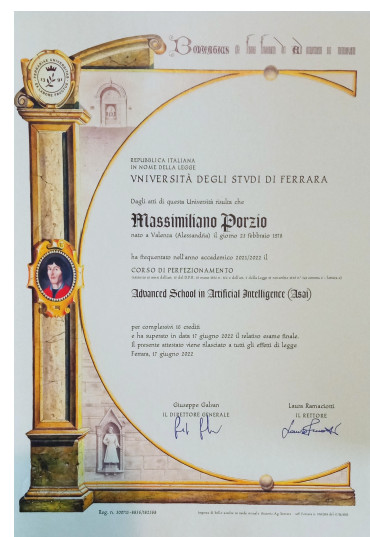 REPUBBLICA ITALIANA
IN NOME DELLA LEGGE
VNIVERSITÀ DEGLI STVDI DI FERRARA
Dagli atti di questa Università risulta che
Massimiliano Porzio
nato a Valenza (Alessandria) il giorno 23 febbraio 1978
ha frequentato nell'anno accademico 2021/2022 il
CORSO DI PERFEZIONAMENTO
Advanced School in Artificial Intelligence (Asai)
per complessivi 16 crediti
e ha superato in data 17 giugno 2022 il relativo esame finale.
Il presente attestato viene rilasciato a tutti gli effetti di legge
Ferrara, 17 giugno 2022
Giuseppe Galvan
IL DIRETTORE GENERALE
Laura Ramaciotti
IL RETTORE
Reg. n.